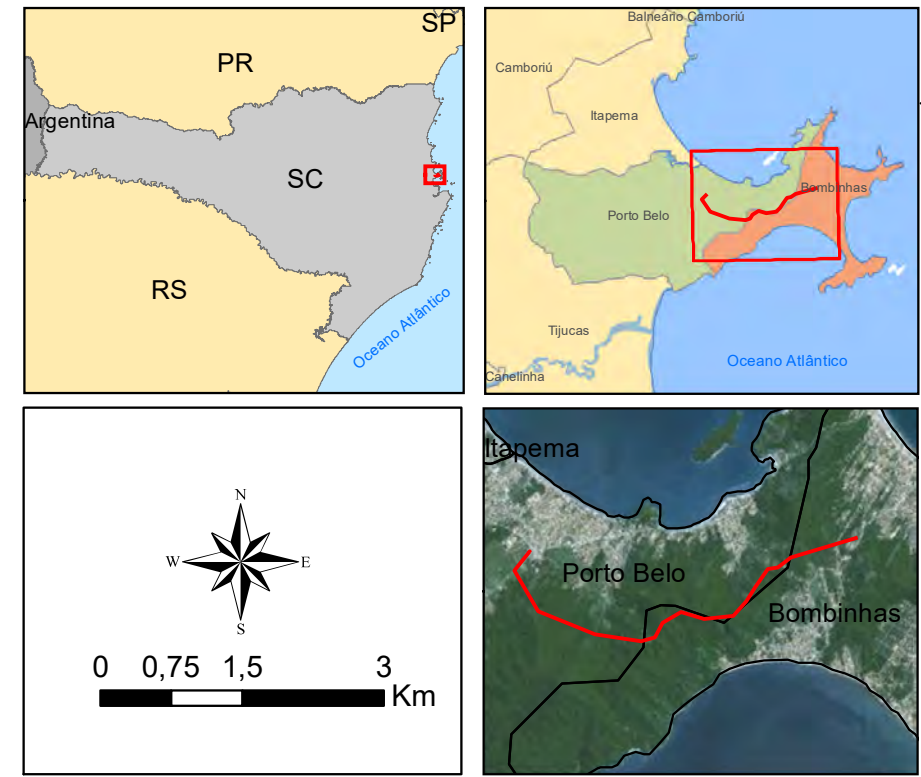 SP
PR
Argentina
SC
RS
Oceano Atlântico
Balneário Camboriú
Camboriú
Itapema
Bombinhas
Porto Belo
Tijucas
Oceano Atlântico
Canelinha
N
W E
S
0 0,75 1,5 3
Km
Itapema
Porto Belo
Bombinhas